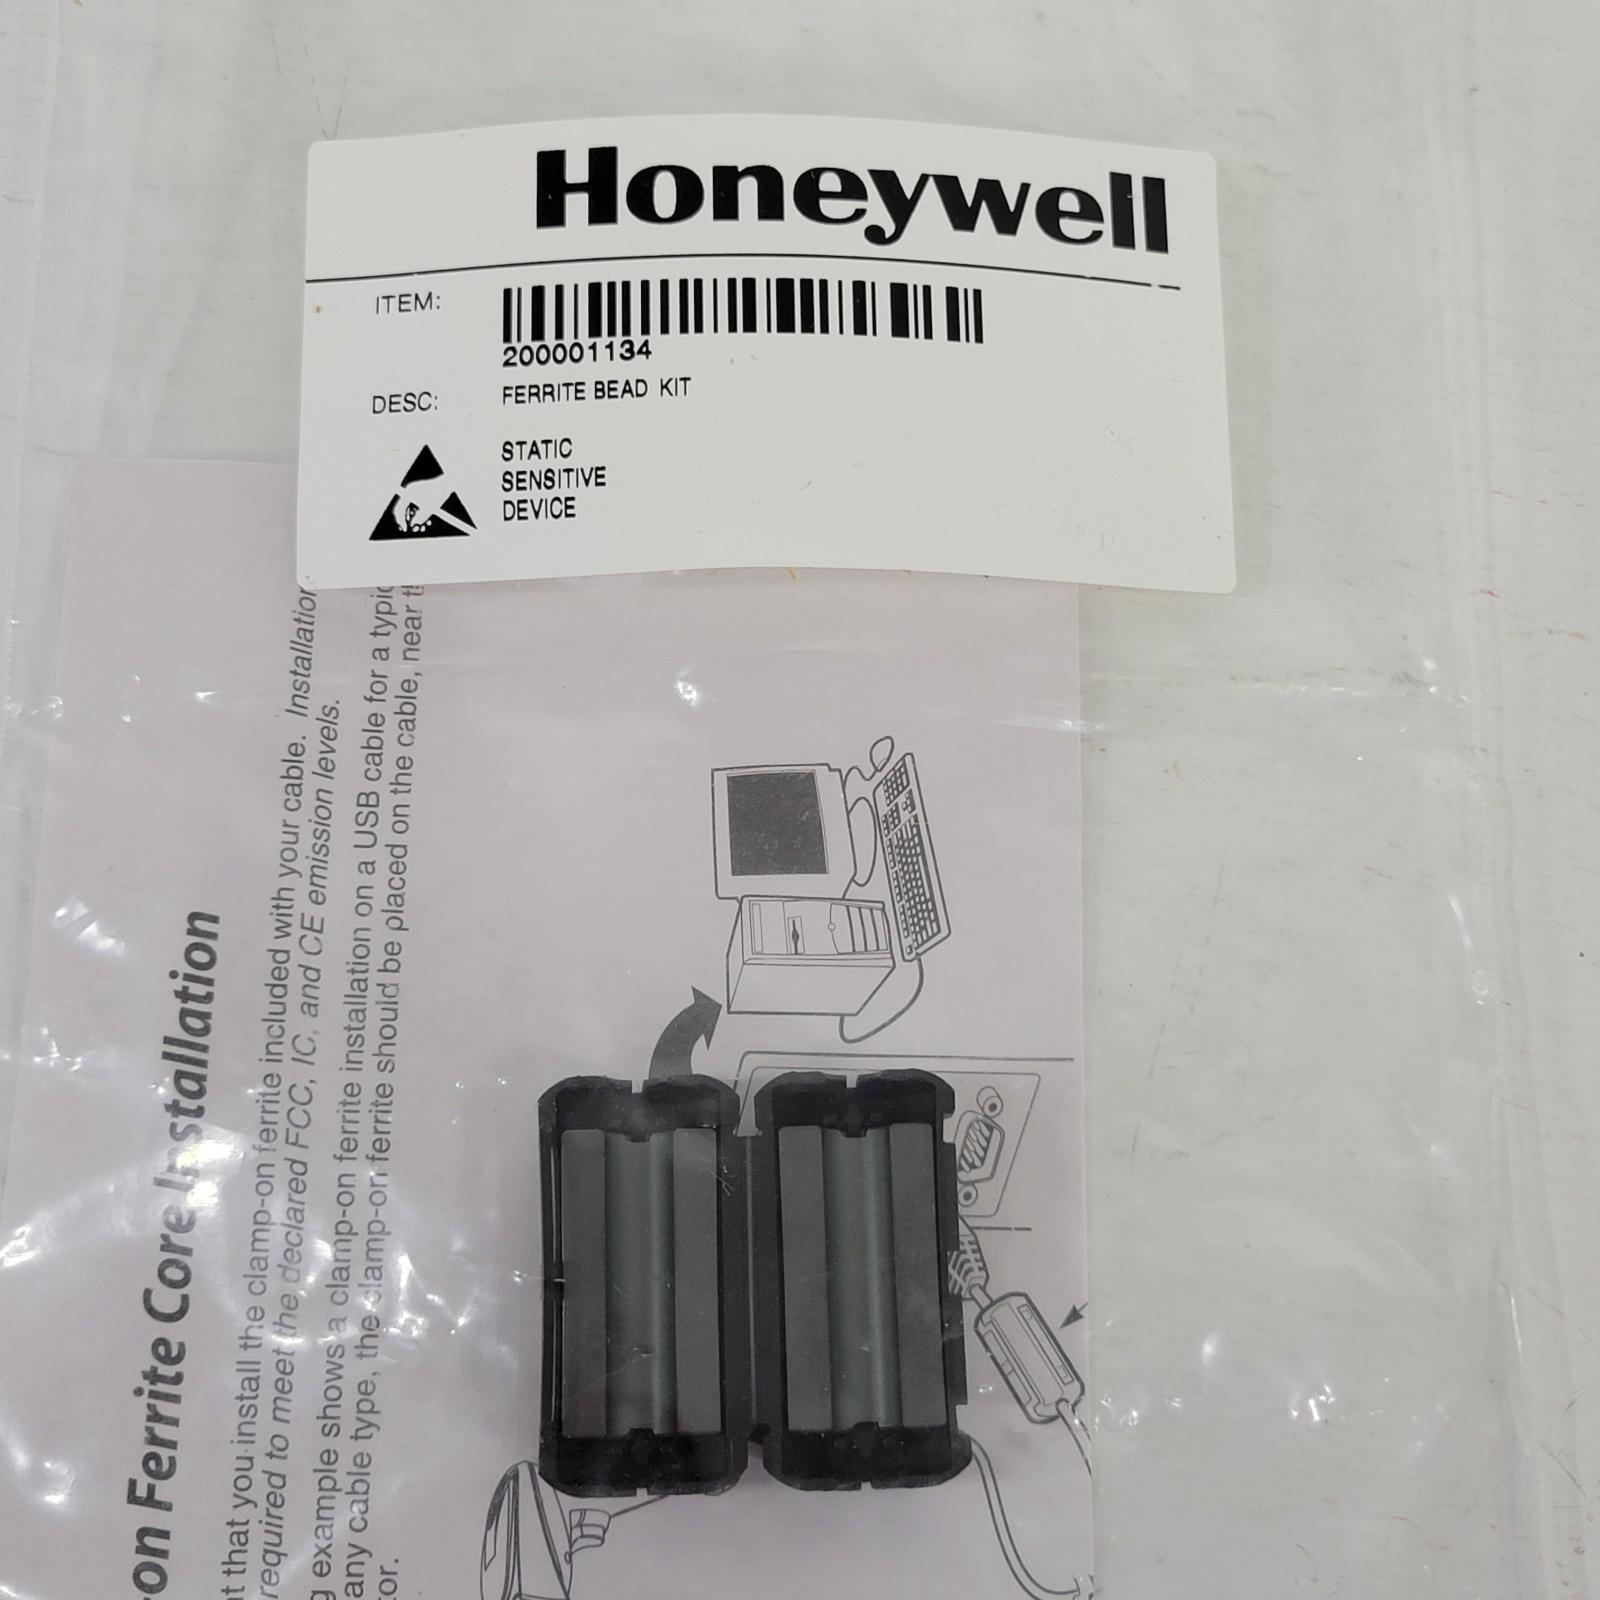 Honeywell
ITEM:
200001134
DESC: FERRITE BEAD KIT
STATIC
SENSITIVE
DEVICE
on Ferrite Core Installation
that you install the clamp-on ferrite included with your cable. Installation
required to meet the declared FCC, IC, and CE emission levels.
example shows a clamp-on ferrite installation on a USB cable for a
any cable type, the clamp-on ferrite should be placed on the cable, near